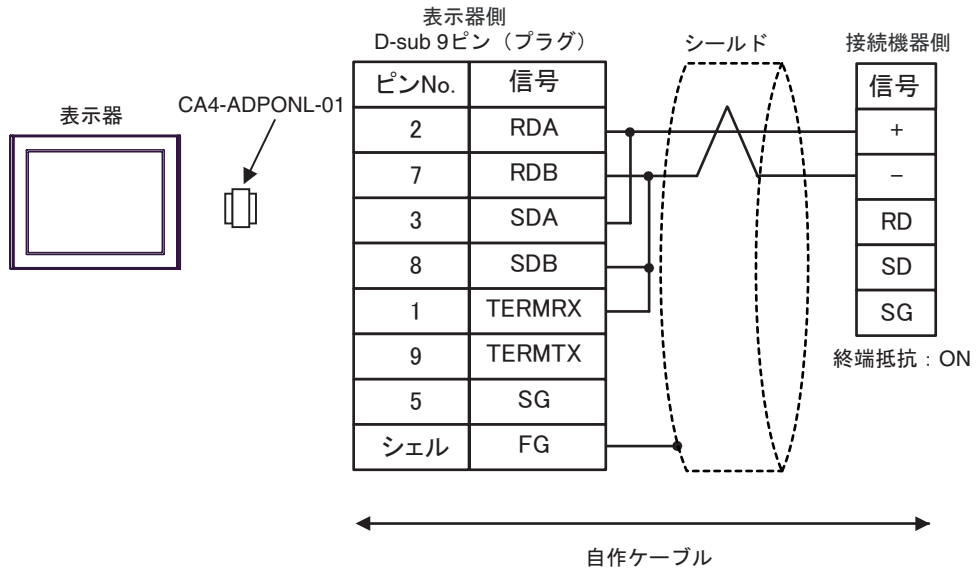 表示器側
D-sub 9ピン（プラグ）
シールド
接続機器側
表示器
CA4-ADPONL-01
ピンNo. 信号
2 RDA
7 RDB
3 SDA
8 SDB
1 TERMRX
9 TERMTX
5 SG
シェル FG
信号
+
-
RD
SD
SG
終端抵抗：ON
自作ケーブル